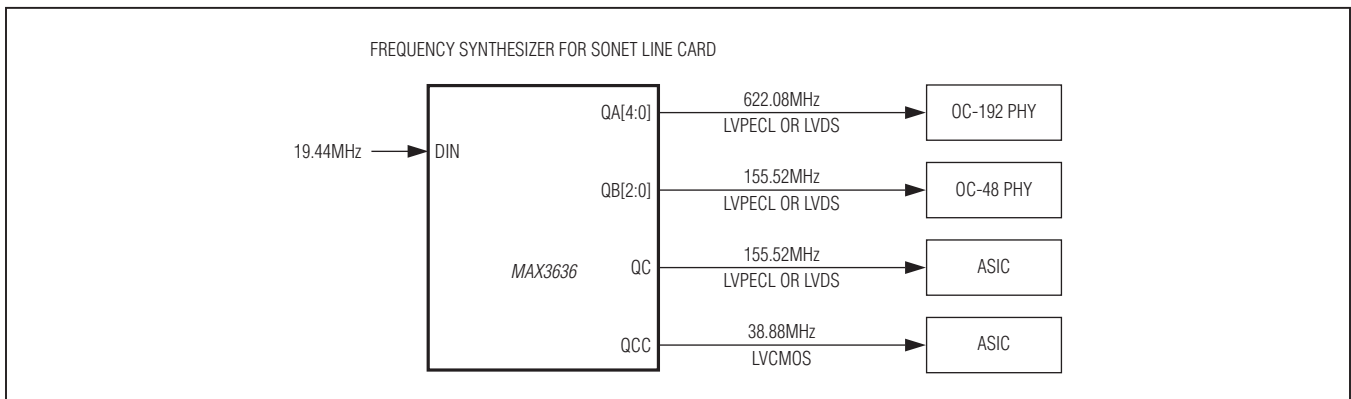 FREQUENCY SYNTHESIZER FOR SONET LINE CARD
19.44MHz
DIN
MAX3636
QA[4:0]
622.08MHz
LVPECL OR LVDS
OC-192 PHY
QB[2:0]
155.52MHz
LVPECL OR LVDS
OC-48 PHY
QC
155.52MHz
LVPECL OR LVDS
ASIC
QCC
38.88MHz
LVCMOS
ASIC